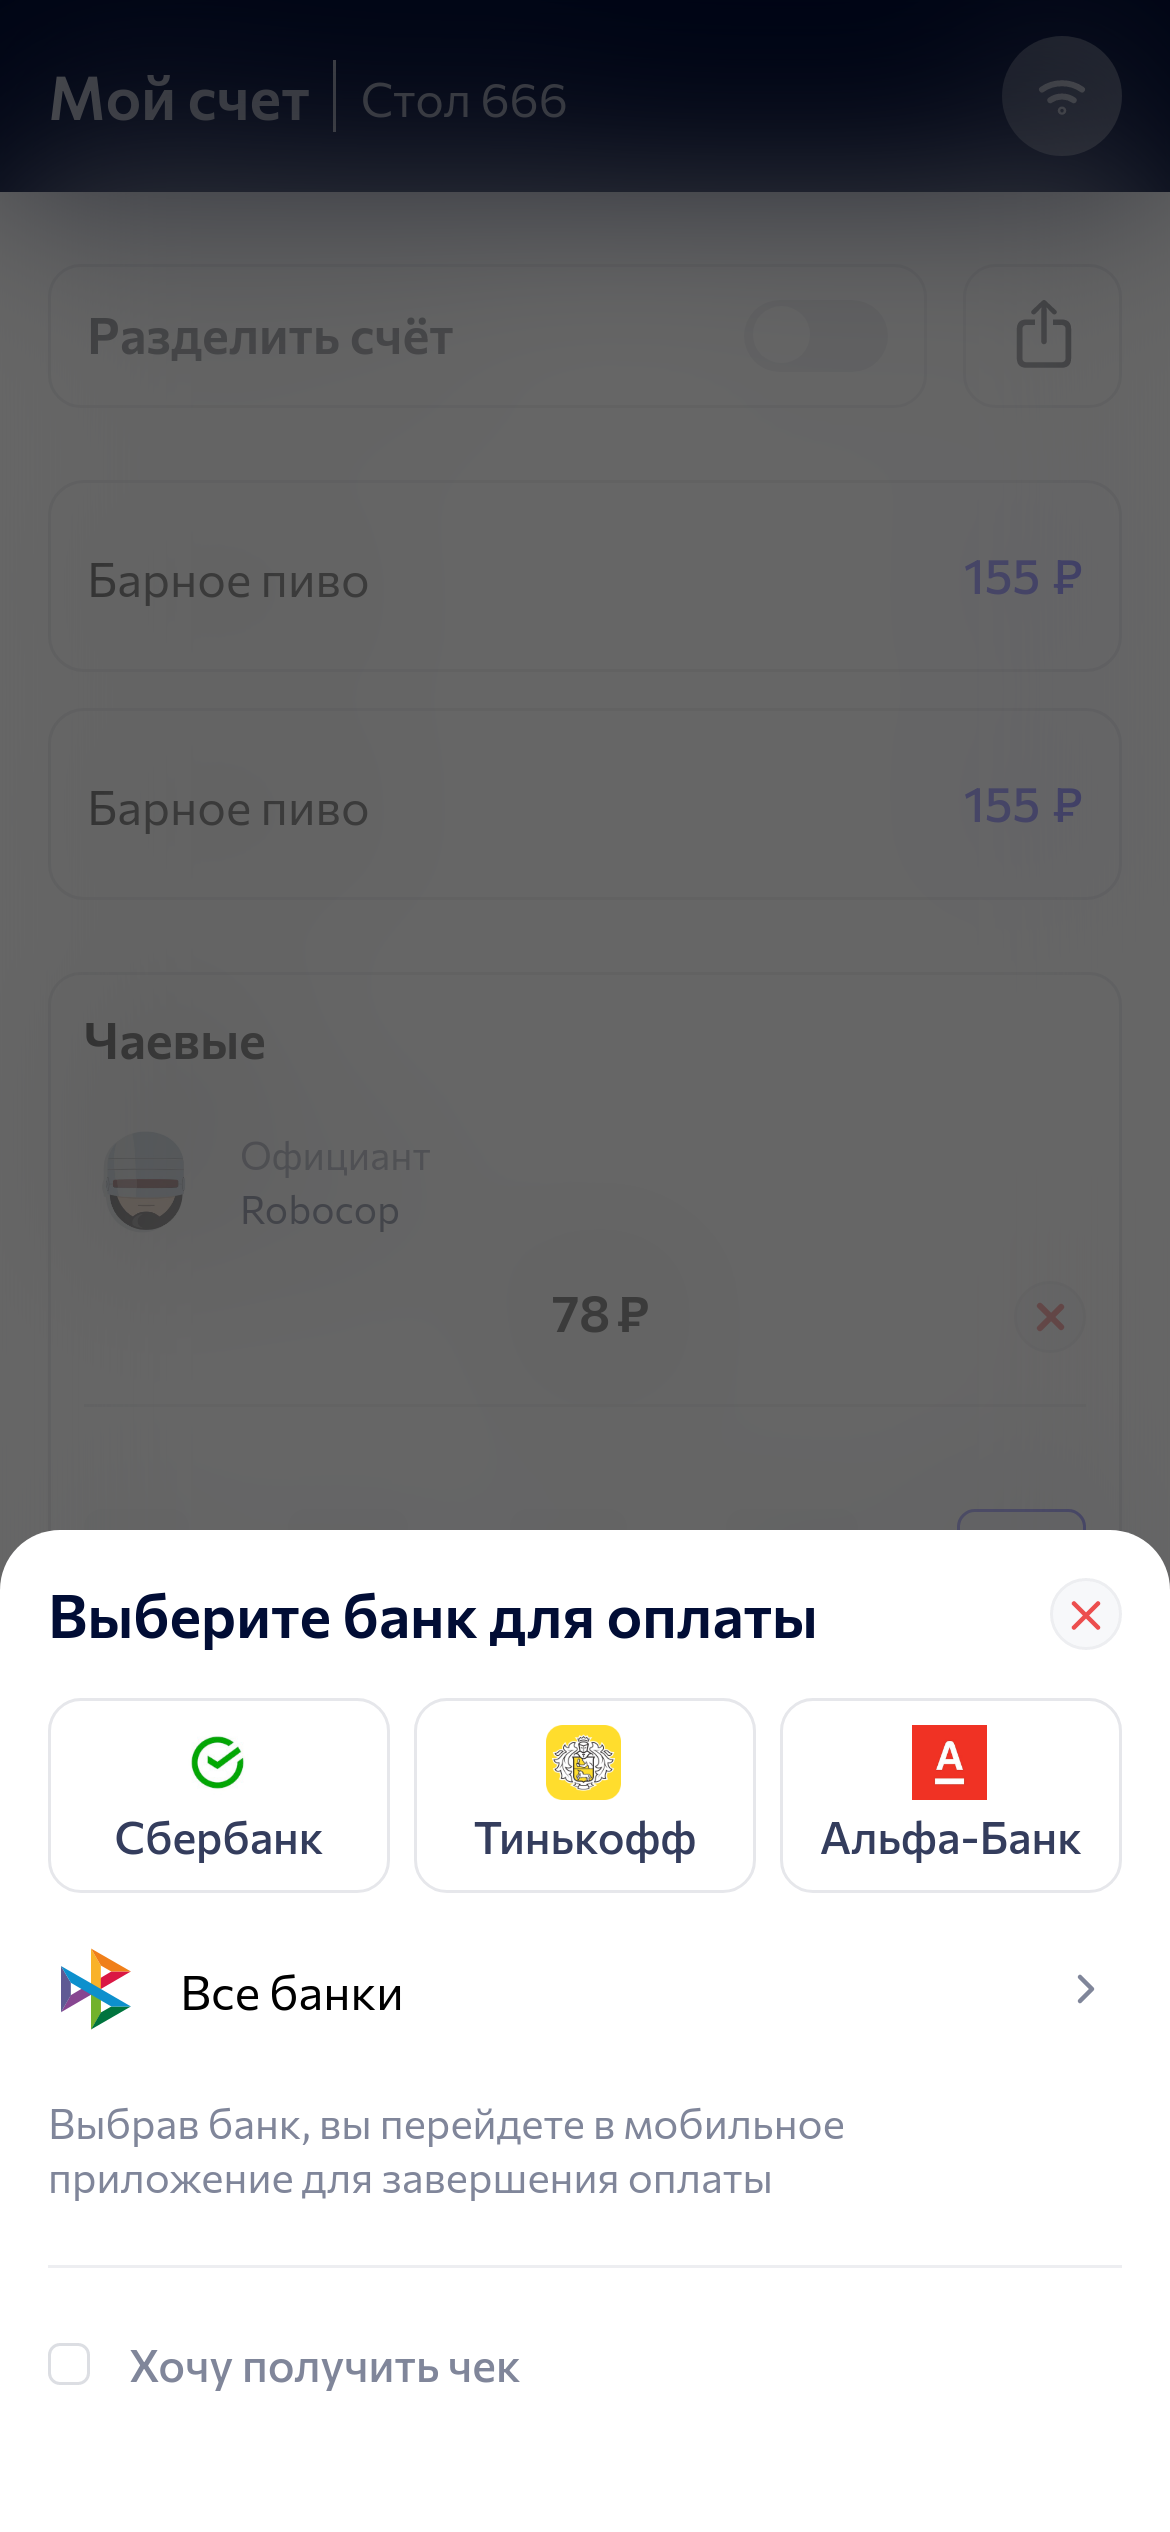 Мой счет
Стол 666
Разделить счёт
Барное пиво
155 ₽
Барное пиво
155 ₽
Чаевые
Официант
Robocop
78 ₽
Выберите банк для оплаты
Сбербанк
Тинькофф
А
Альфа-Банк
Все банки
Выбрав банк, вы перейдете в мобильное
приложение для завершения оплаты
Хочу получить чек